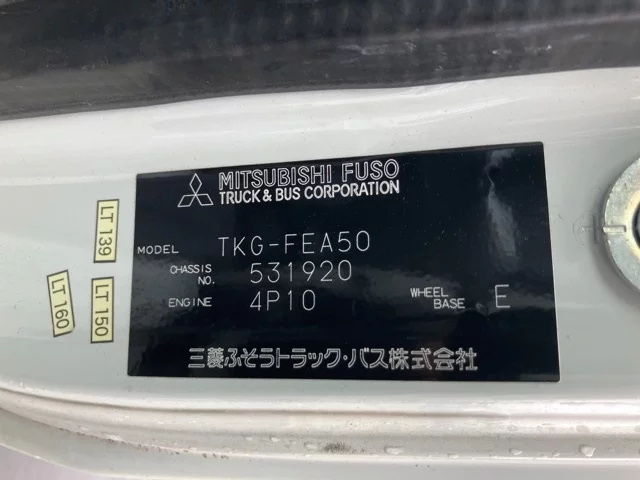 MITSUBISHI FUSO
TRUCK & BUS CORPORATION
MODEL TKG-FEA50
CHASSIS NO. 531920
ENGINE 4P10 WHEEL BASE E
三菱ふそうトラック・バス株式会社
LT 139
LT 150
LT 160